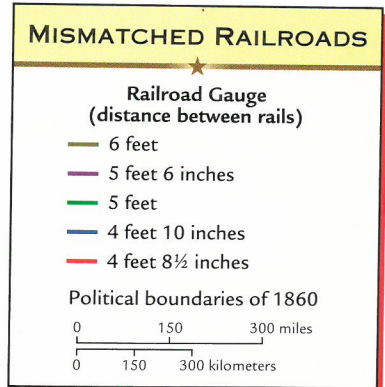 MISMATCHED RAILROADS
Railroad Gauge
(distance between rails)
6 feet
5 feet 6 inches
5 feet
4 feet 10 inches
4 feet 8½ inches
Political boundaries of 1860
0 150 300 miles
0 150 300 kilometers